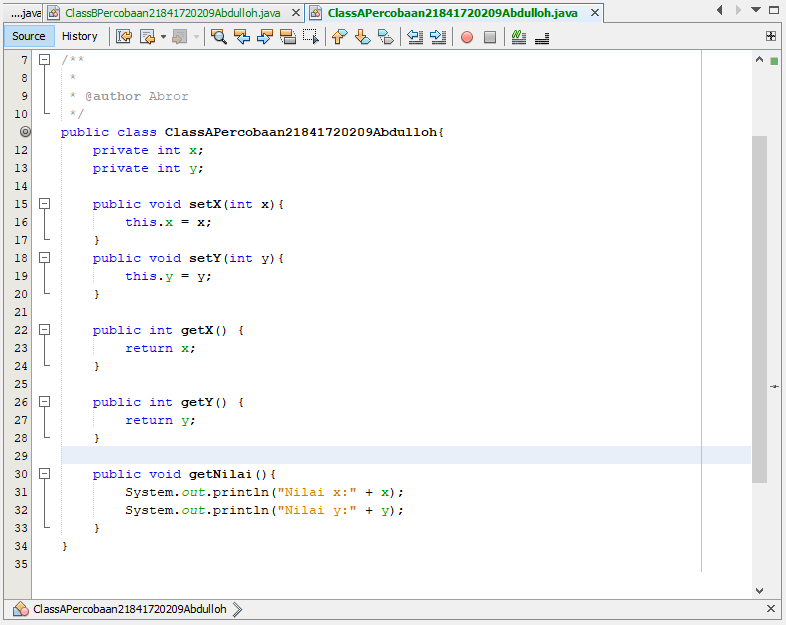 ....java ClassBPercobaan21841720209Abdulloh.java ClassAPercobaan21841720209Abdulloh.java
Source History
7 /**
8 *
9 * @author Abror
10 */
public class ClassAPercobaan21841720209Abdulloh{
12 private int x;
13 private int y;
14
15 public void setX(int x){
16 this.x = x;
17 }
18 public void setY(int y){
19 this.y = y;
20 }
21
22 public int getX() {
23 return x;
24 }
25
26 public int getY() {
27 return y;
28 }
29
30 public void getNilai(){
31 System.out.println("Nilai x:" + x);
32 System.out.println("Nilai y:" + y);
33 }
34 }
35
ClassAPercobaan21841720209Abdulloh